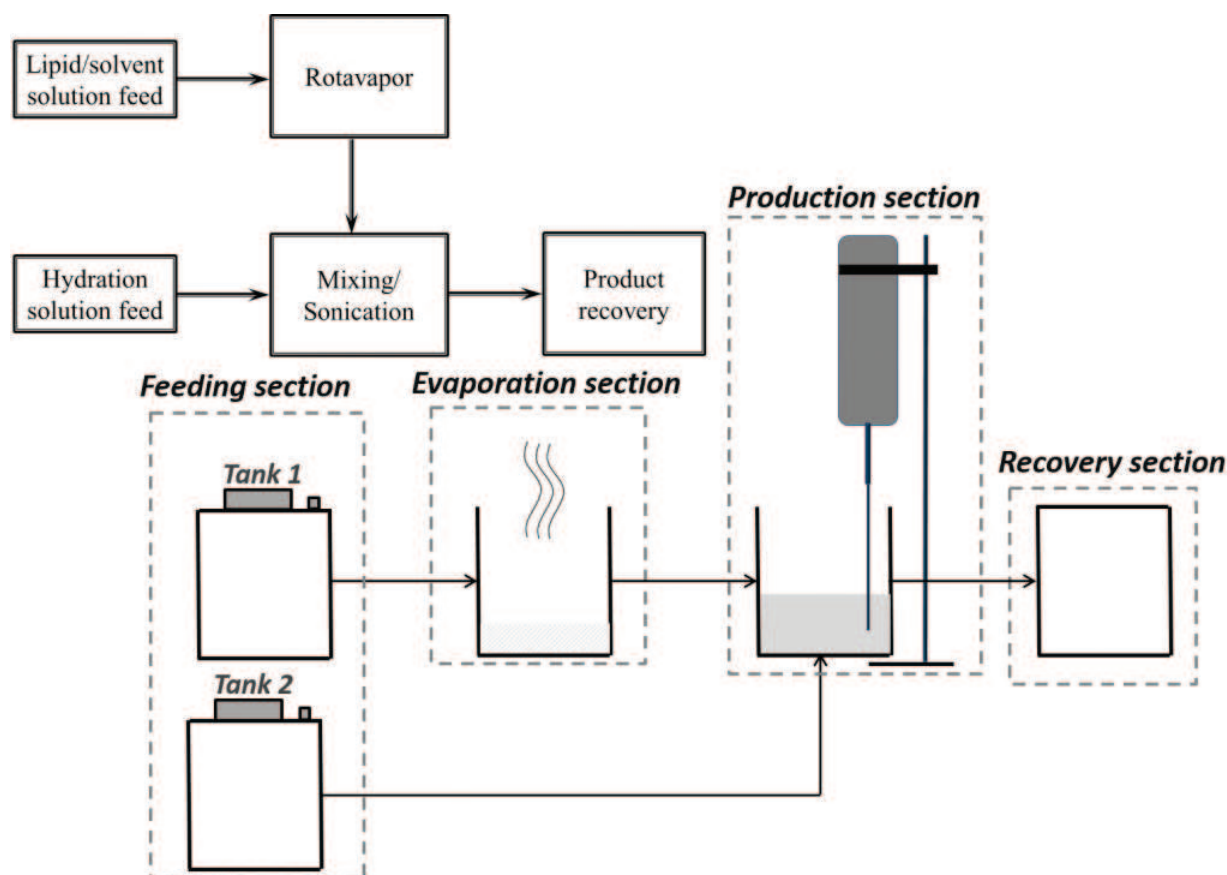 Lipid/solvent
solution feed
Rotavapor
Hydration
solution feed
Mixing/
Sonication
Product
recovery
Production section
Feeding section
Evaporation section
Recovery section
Tank 1
Tank 2